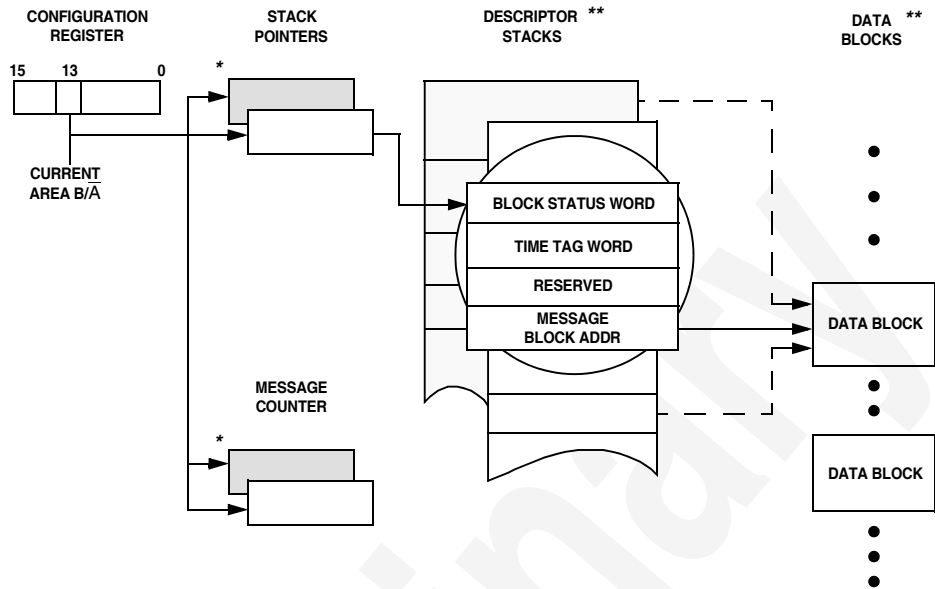 CONFIGURATION
REGISTER
15 13 0
CURRENT
AREA B/A̅
STACK
POINTERS
*
MESSAGE
COUNTER
*
DESCRIPTOR **
STACKS
BLOCK STATUS WORD
TIME TAG WORD
RESERVED
MESSAGE
BLOCK ADDR
DATA **
BLOCKS
DATA BLOCK
DATA BLOCK
inary